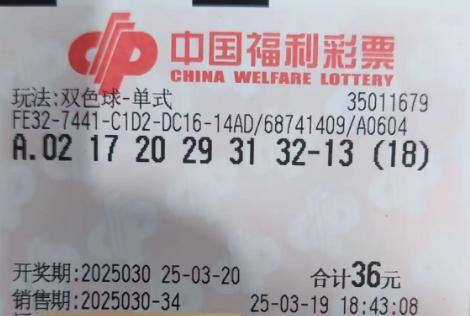 中国福利彩票
CHINA WELFARE LOTTERY
玩法:双色球-单式 35011679
FE32-7441-C1D2-DC16-14AD/68741409/A0604
A.02 17 20 29 31 32-13 (18)
开奖期:2025030 25-03-20 合计36元
销售期:2025030-34 25-03-19 18:43:08